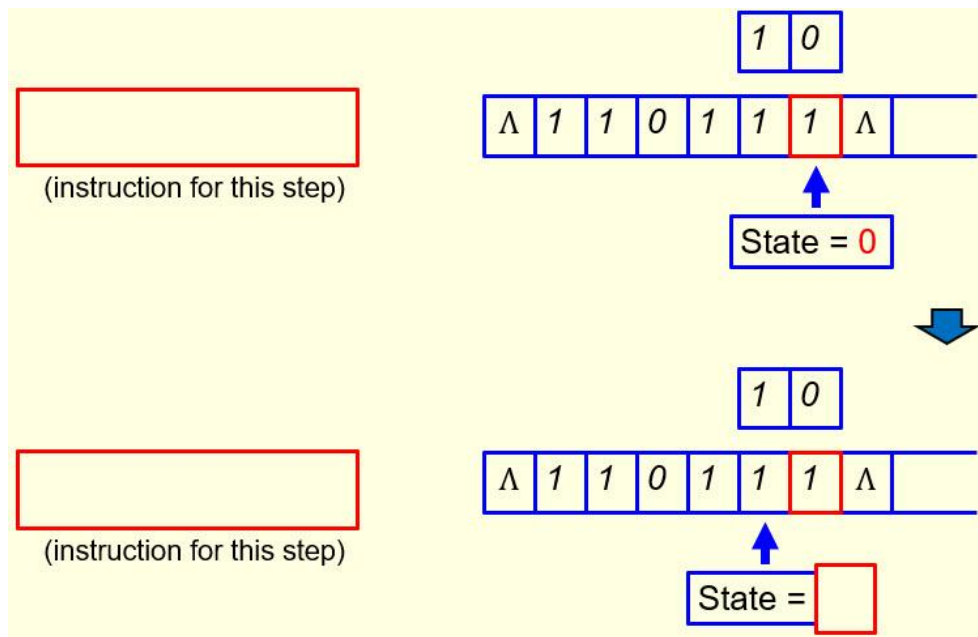 1 0
Λ 1 1 0 1 1 1 Λ
(instruction for this step)
State = 0
1 0
Λ 1 1 0 1 1 1 Λ
(instruction for this step)
State =